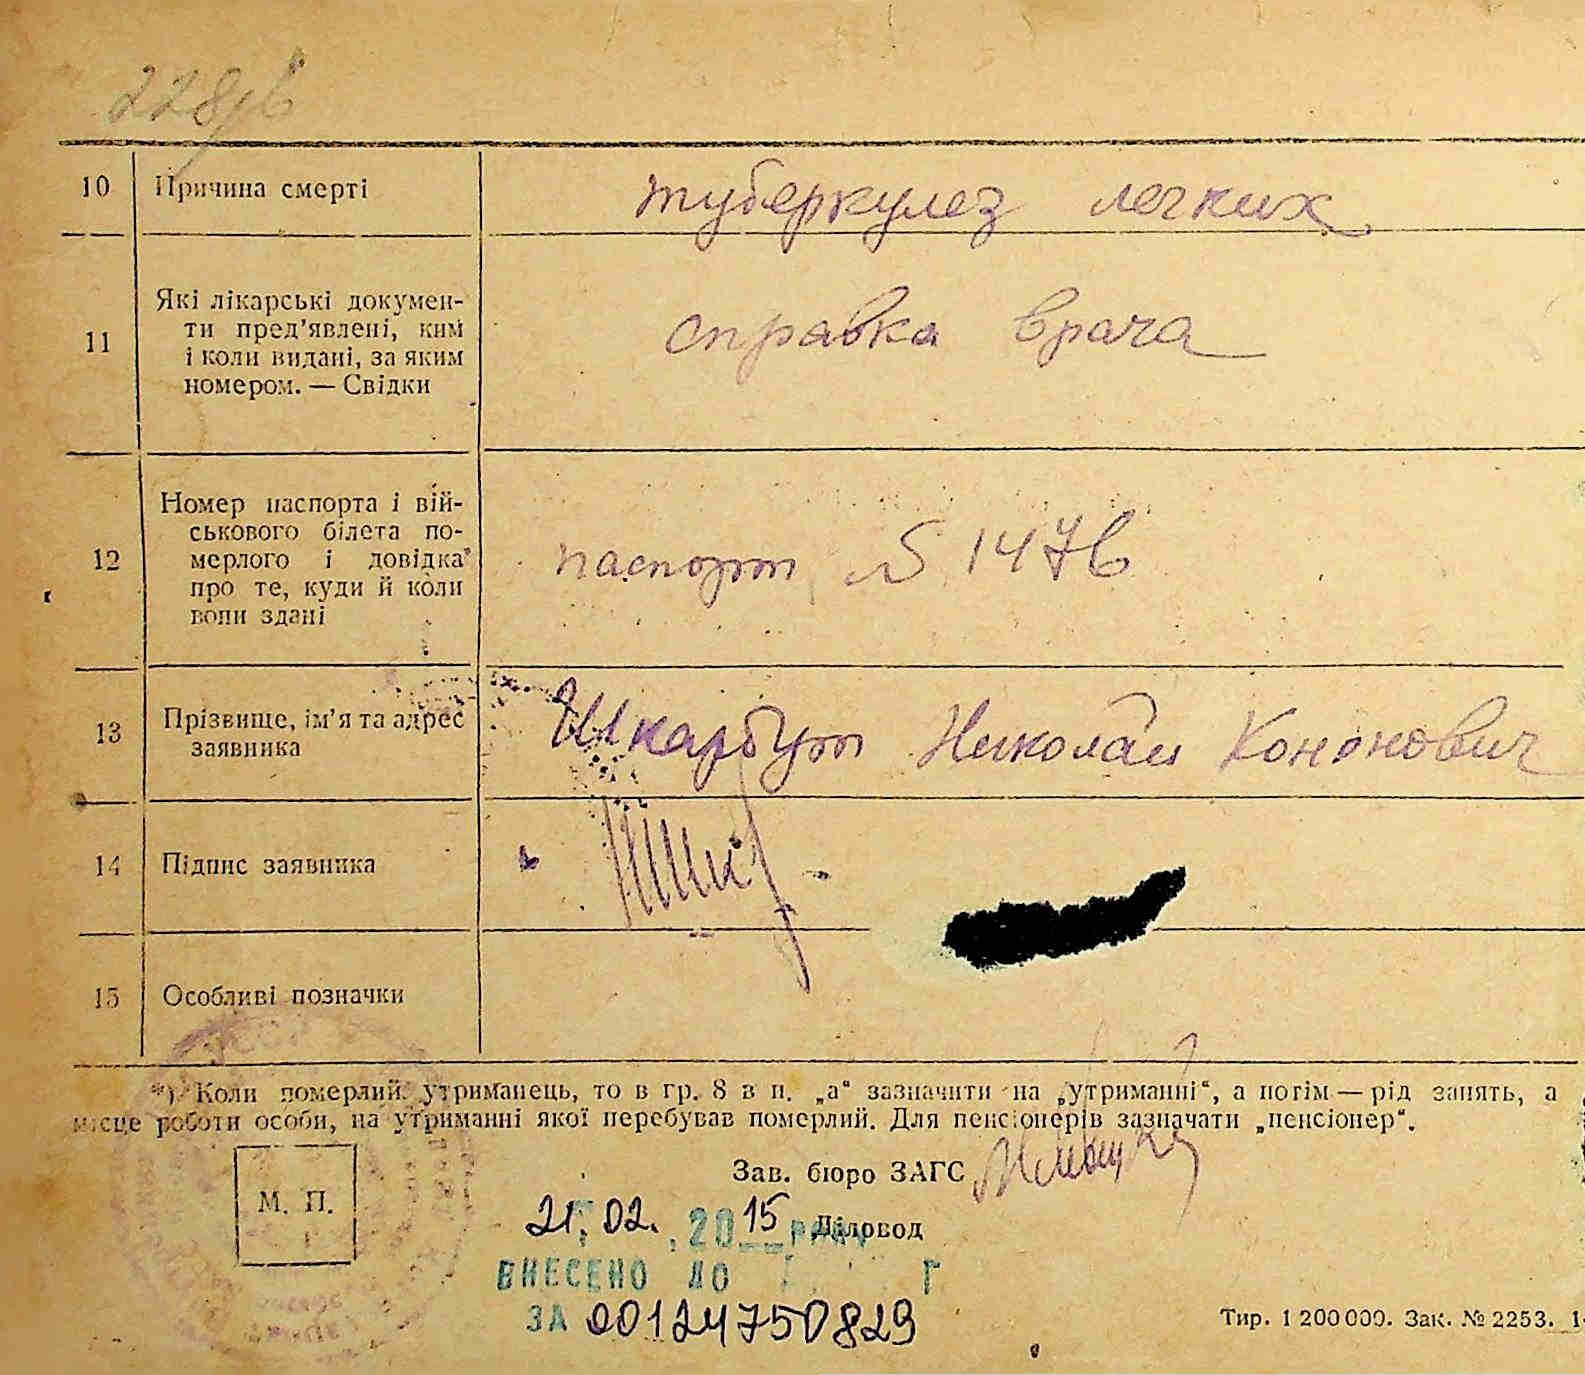 228
10 Причина смерті туберкулез легких
11 Які лікарські докумен-
ти пред'явлені, ким
і коли видані, за яким
номером. — Свідки
справка врача
12 Номер паспорта і вій-
ськового білета по-
мерлого і довідка
про те, куди й коли
вони здані
паспорт № 1476
13 Прізвище, ім'я та адрес
заявника
Шкарбут Николай Кононович
14 Підпис заявника
15 Особливі позначки
*) Коли померлий утриманець, то в гр. 8 в п. „а“ зазначити на „утриманні“, а потім — рід занять, а
місце роботи особи, на утриманні якої перебував померлий. Для пенсіонерів зазначати „пенсіонер“.
Зав. бюро ЗАГС
М. П.
21. 02. 2015 року Діловод
ВНЕСЕНО ДО Г
ЗА 00124750829
Тир. 1 200 000. Зак. № 2253.